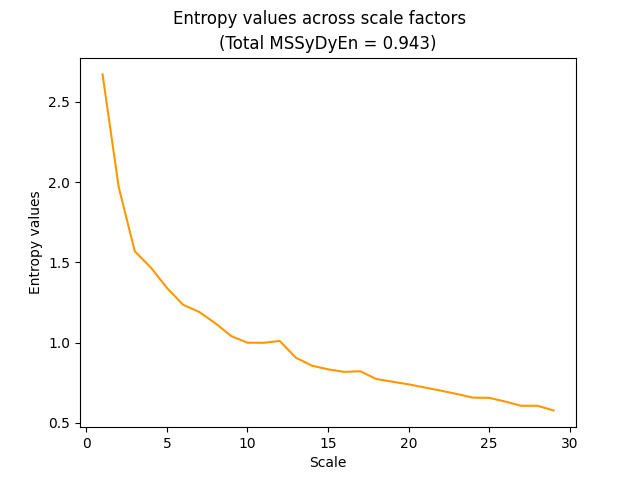 Entropy values across scale factors
(Total MSSyDyEn = 0.943)
Entropy values
2.5
2.0
1.5
1.0
0.5
0 5 10 15 20 25 30
Scale